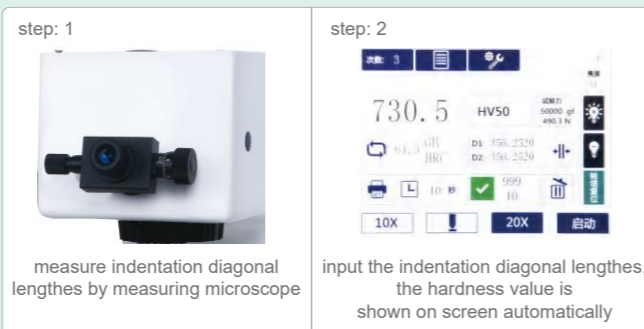 step: 1
measure indentation diagonal
lengthes by measuring microscope
step: 2
次数: 3
730.5
HV50
试验力
50000 gf
490.3 N
GB
HRC
D1: 356.2520
D2: 356.2520
10 秒
999
10
10X
20X
启动
input the indentation diagonal lengthes,
the hardness value is
shown on screen automatically